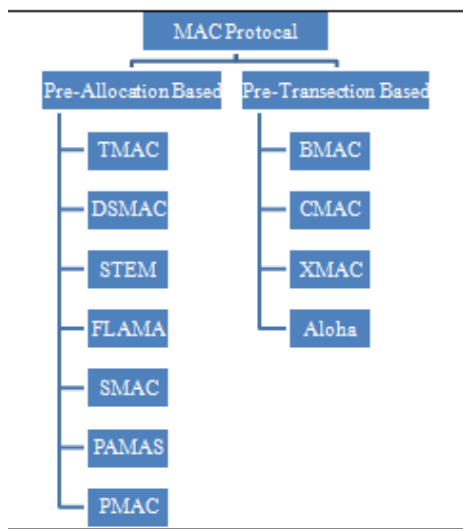 MAC Protocal
Pre-Allocation Based
Pre-Transection Based
TMAC
DSMAC
STEM
FLAMA
SMAC
PAMAS
PMAC
BMAC
CMAC
XMAC
Aloha